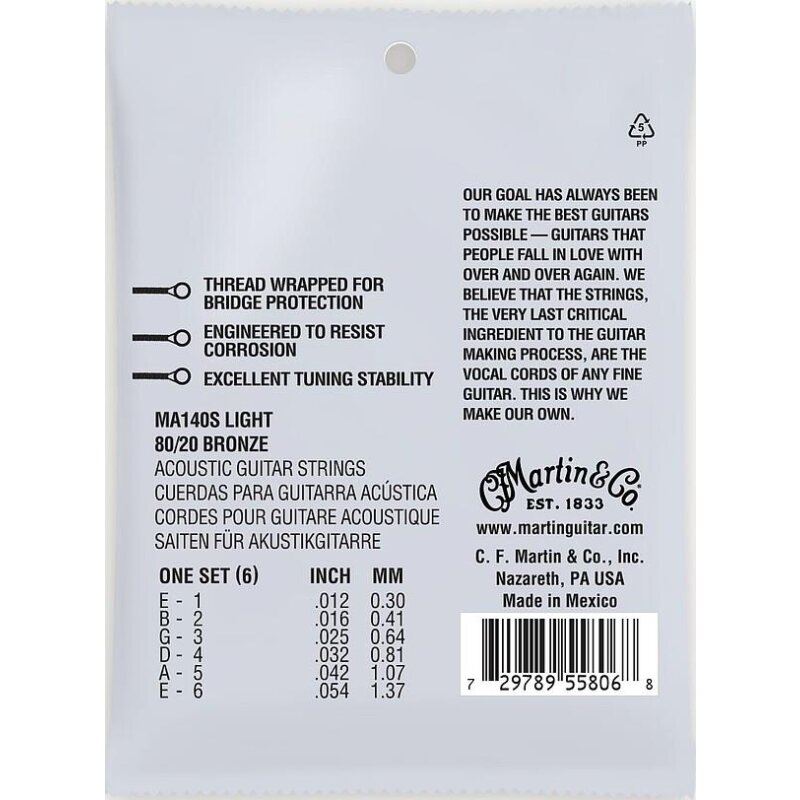 5
PP
OUR GOAL HAS ALWAYS BEEN
TO MAKE THE BEST GUITARS
POSSIBLE — GUITARS THAT
PEOPLE FALL IN LOVE WITH
OVER AND OVER AGAIN. WE
BELIEVE THAT THE STRINGS,
THE VERY LAST CRITICAL
INGREDIENT TO THE GUITAR
MAKING PROCESS, ARE THE
VOCAL CORDS OF ANY FINE
GUITAR. THIS IS WHY WE
MAKE OUR OWN.
THREAD WRAPPED FOR
BRIDGE PROTECTION
ENGINEERED TO RESIST
CORROSION
EXCELLENT TUNING STABILITY
MA140S LIGHT
80/20 BRONZE
ACOUSTIC GUITAR STRINGS
CUERDAS PARA GUITARRA ACÚSTICA
CORDES POUR GUITARE ACOUSTIQUE
SAITEN FÜR AKUSTIKGITARRE
ONE SET (6) INCH MM
E - 1 .012 0.30
B - 2 .016 0.41
G - 3 .025 0.64
D - 4 .032 0.81
A - 5 .042 1.07
E - 6 .054 1.37
CF Martin & Co.
EST. 1833
www.martinguitar.com
C. F. Martin & Co., Inc.
Nazareth, PA USA
Made in Mexico
7 29789 55806 8